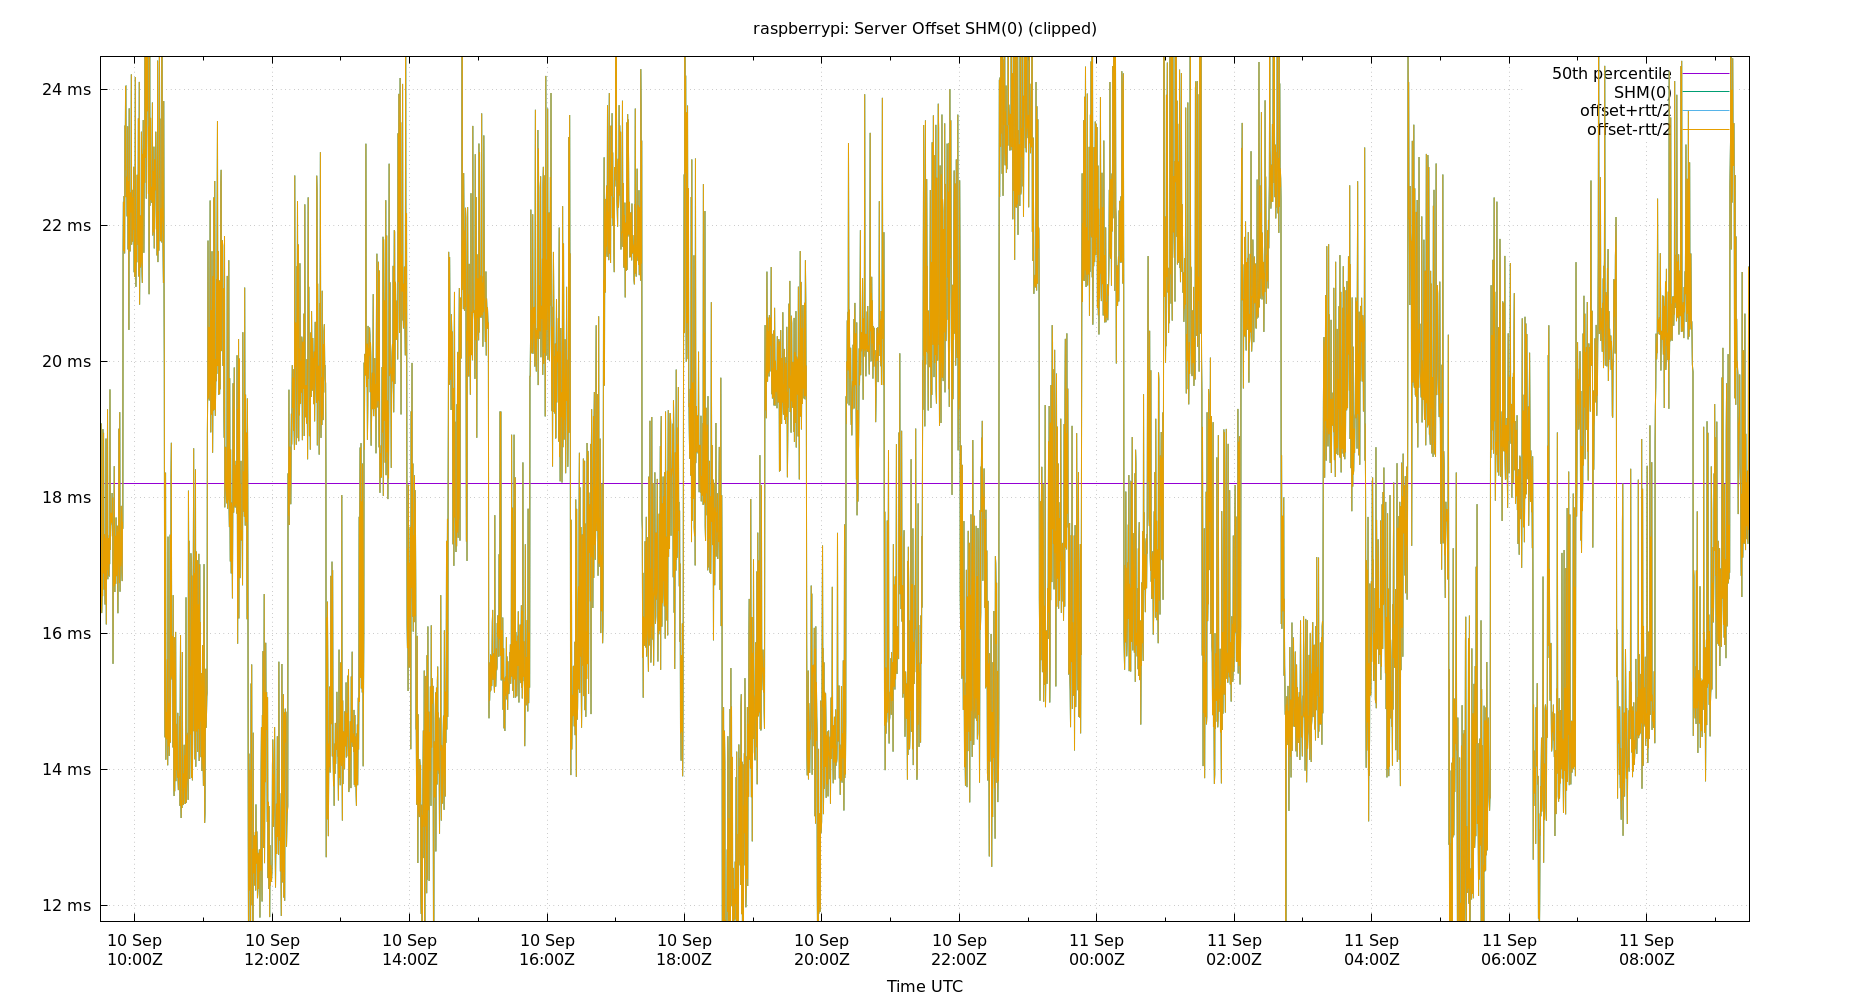 raspberrypi: Server Offset SHM(0) (clipped)
24 ms
22 ms
20 ms
18 ms
16 ms
14 ms
12 ms
50th percentile
SHM(0)
offset+rtt/2
offset-rtt/2
10 Sep 10 Sep 10 Sep 10 Sep 10 Sep 10 Sep 10 Sep 11 Sep 11 Sep 11 Sep 11 Sep 11 Sep
10:00Z 12:00Z 14:00Z 16:00Z 18:00Z 20:00Z 22:00Z 00:00Z 02:00Z 04:00Z 06:00Z 08:00Z
Time UTC